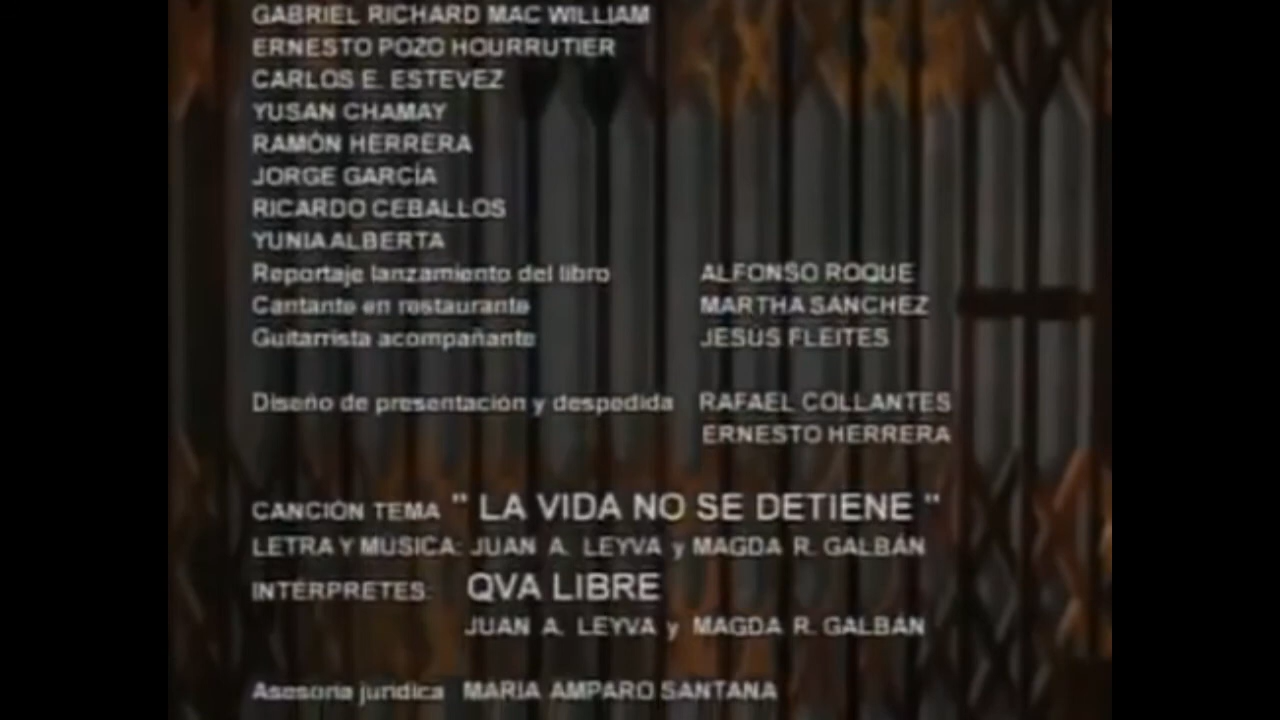 GABRIEL RICHARD MAC WILLIAM
ERNESTO POZO HOURRUTIER
CARLOS E. ESTEVEZ
YUSAN CHAMAY
RAMÓN HERRERA
JORGE GARCÍA
RICARDO CEBALLOS
YUNIA ALBERTA
Reportaje lanzamiento del libro ALFONSO ROQUE
Cantante en restaurante MARTHA SÁNCHEZ
Guitarrista acompañante JESÚS FLEITES
Diseño de presentación y despedida RAFAEL COLLANTES
ERNESTO HERRERA
CANCIÓN TEMA " LA VIDA NO SE DETIENE "
LETRA Y MÚSICA: JUAN A. LEYVA y MAGDA R. GALBÁN
INTÉRPRETES: QVA LIBRE
JUAN A. LEYVA y MAGDA R. GALBÁN
Asesoría jurídica MARIA AMPARO SANTANA